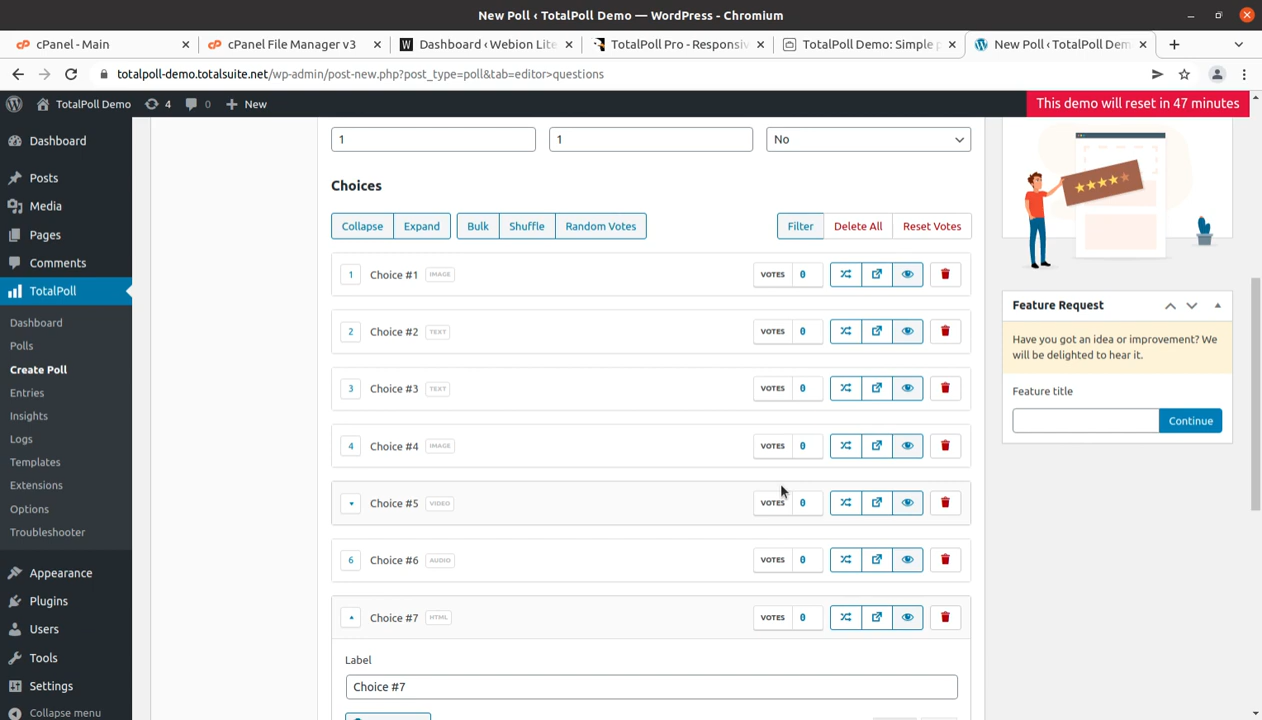 New Poll ‹ TotalPoll Demo — WordPress - Chromium
cPanel - Main
cPanel File Manager v3
Dashboard ‹ Webion Lite
TotalPoll Pro - Responsiv
TotalPoll Demo: Simple p
New Poll ‹ TotalPoll Dem
totalpoll-demo.totalsuite.net/wp-admin/post-new.php?post_type=poll&tab=editor>questions
TotalPoll Demo
4
0
New
This demo will reset in 47 minutes
Dashboard
Posts
Media
Pages
Comments
TotalPoll
Dashboard
Polls
Create Poll
Entries
Insights
Logs
Templates
Extensions
Options
Troubleshooter
Appearance
Plugins
Users
Tools
Settings
Collapse menu
1
1
No
Choices
Collapse
Expand
Bulk
Shuffle
Random Votes
Filter
Delete All
Reset Votes
1 Choice #1 IMAGE VOTES 0
2 Choice #2 TEXT VOTES 0
3 Choice #3 TEXT VOTES 0
4 Choice #4 IMAGE VOTES 0
Choice #5 VIDEO VOTES 0
6 Choice #6 AUDIO VOTES 0
Choice #7 HTML VOTES 0
Label
Choice #7
Feature Request
Have you got an idea or improvement? We
will be delighted to hear it.
Feature title
Continue